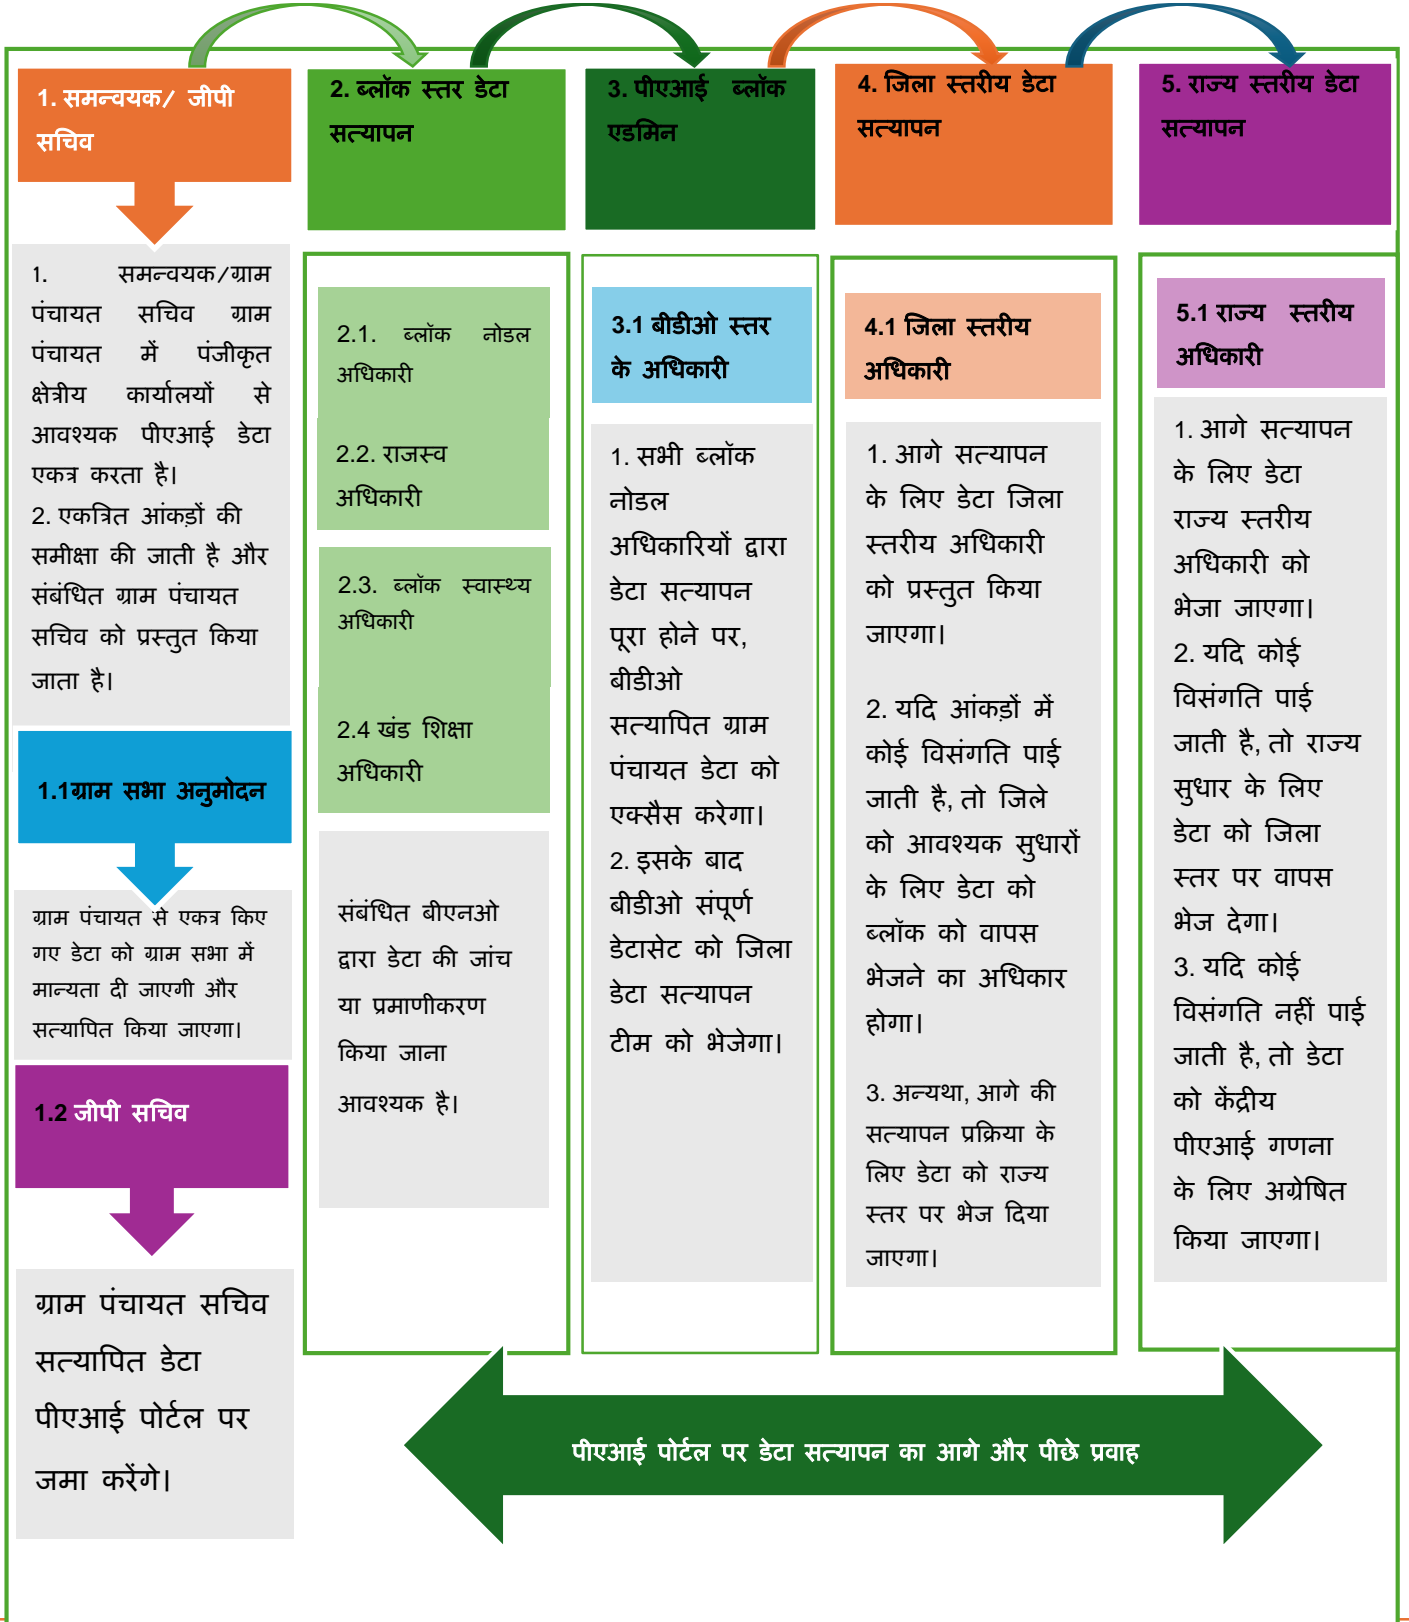 1. समन्वयक/ जीपी
सचिव
1. समन्वयक/ग्राम
पंचायत सचिव ग्राम
पंचायत में पंजीकृत
क्षेत्रीय कार्यालयों से
आवश्यक पीएआई डेटा
एकत्र करता है।
2. एकत्रित आंकड़ों की
समीक्षा की जाती है और
संबंधित ग्राम पंचायत
सचिव को प्रस्तुत किया
जाता है।
1.1ग्राम सभा अनुमोदन
ग्राम पंचायत से एकत्र किए
गए डेटा को ग्राम सभा में
मान्यता दी जाएगी और
सत्यापित किया जाएगा।
1.2 जीपी सचिव
ग्राम पंचायत सचिव
सत्यापित डेटा
पीएआई पोर्टल पर
जमा करेंगे।
2. ब्लॉक स्तर डेटा
सत्यापन
2.1. ब्लॉक नोडल
अधिकारी
2.2. राजस्व
अधिकारी
2.3. ब्लॉक स्वास्थ्य
अधिकारी
2.4 खंड शिक्षा
अधिकारी
संबंधित बीएनओ
द्वारा डेटा की जांच
या प्रमाणीकरण
किया जाना
आवश्यक है।
3. पीएआई ब्लॉक
एडमिन
3.1 बीडीओ स्तर
के अधिकारी
1. सभी ब्लॉक
नोडल
अधिकारियों द्वारा
डेटा सत्यापन
पूरा होने पर,
बीडीओ
सत्यापित ग्राम
पंचायत डेटा को
एक्सैस करेगा।
2. इसके बाद
बीडीओ संपूर्ण
डेटासेट को जिला
डेटा सत्यापन
टीम को भेजेगा।
4. जिला स्तरीय डेटा
सत्यापन
4.1 जिला स्तरीय
अधिकारी
1. आगे सत्यापन
के लिए डेटा जिला
स्तरीय अधिकारी
को प्रस्तुत किया
जाएगा।
2. यदि आंकड़ों में
कोई विसंगति पाई
जाती है, तो जिले
को आवश्यक सुधारों
के लिए डेटा को
ब्लॉक को वापस
भेजने का अधिकार
होगा।
3. अन्यथा, आगे की
सत्यापन प्रक्रिया के
लिए डेटा को राज्य
स्तर पर भेज दिया
जाएगा।
5. राज्य स्तरीय डेटा
सत्यापन
5.1 राज्य स्तरीय
अधिकारी
1. आगे सत्यापन
के लिए डेटा
राज्य स्तरीय
अधिकारी को
भेजा जाएगा।
2. यदि कोई
विसंगति पाई
जाती है, तो राज्य
सुधार के लिए
डेटा को जिला
स्तर पर वापस
भेज देगा।
3. यदि कोई
विसंगति नहीं पाई
जाती है, तो डेटा
को केंद्रीय
पीएआई गणना
के लिए अग्रेषित
किया जाएगा।
पीएआई पोर्टल पर डेटा सत्यापन का आगे और पीछे प्रवाह